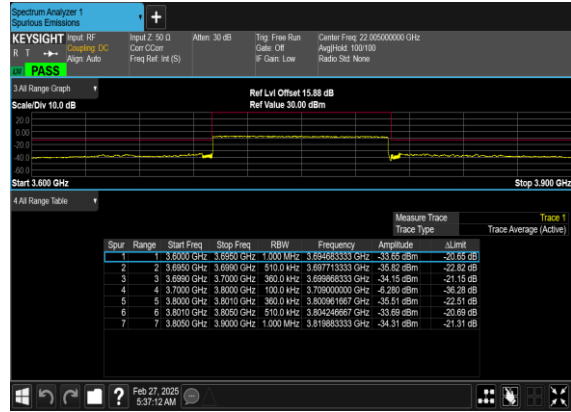 Spectrum Analyzer 1
Spurious Emissions
KEYSIGHT Input: RF Input Z: 50 Ω Atten: 30 dB Trig: Free Run Center Freq: 22.005000000 GHz
R T Coupling: DC Corr CCorr Gate: Off Avg|Hold: 100/100
Align: Auto Freq Ref: Int (S) IF Gain: Low Radio Std: None
PASS
3 All Range Graph
Ref Lvl Offset 15.88 dB
Scale/Div 10.0 dB Ref Value 30.00 dBm
20.0
0.00
-20.0
-40.0
-60.0
Start 3.600 GHz Stop 3.900 GHz
4 All Range Table
Measure Trace Trace 1
Trace Type Trace Average (Active)
Spur Range Start Freq Stop Freq RBW Frequency Amplitude ΔLimit
1 1 3.6000 GHz 3.6950 GHz 1.000 MHz 3.694683333 GHz -33.65 dBm -20.65 dB
2 2 3.6950 GHz 3.6990 GHz 510.0 kHz 3.697713333 GHz -35.82 dBm -22.82 dB
3 3 3.6990 GHz 3.7000 GHz 360.0 kHz 3.699868333 GHz -34.15 dBm -21.15 dB
4 4 3.7000 GHz 3.8000 GHz 100.0 kHz 3.709000000 GHz -6.280 dBm -36.28 dB
5 5 3.8000 GHz 3.8010 GHz 360.0 kHz 3.800961667 GHz -35.51 dBm -22.51 dB
6 6 3.8010 GHz 3.8050 GHz 510.0 kHz 3.804246667 GHz -33.69 dBm -20.69 dB
7 7 3.8050 GHz 3.9000 GHz 1.000 MHz 3.819883333 GHz -34.31 dBm -21.31 dB
Feb 27, 2025
5:37:12 AM